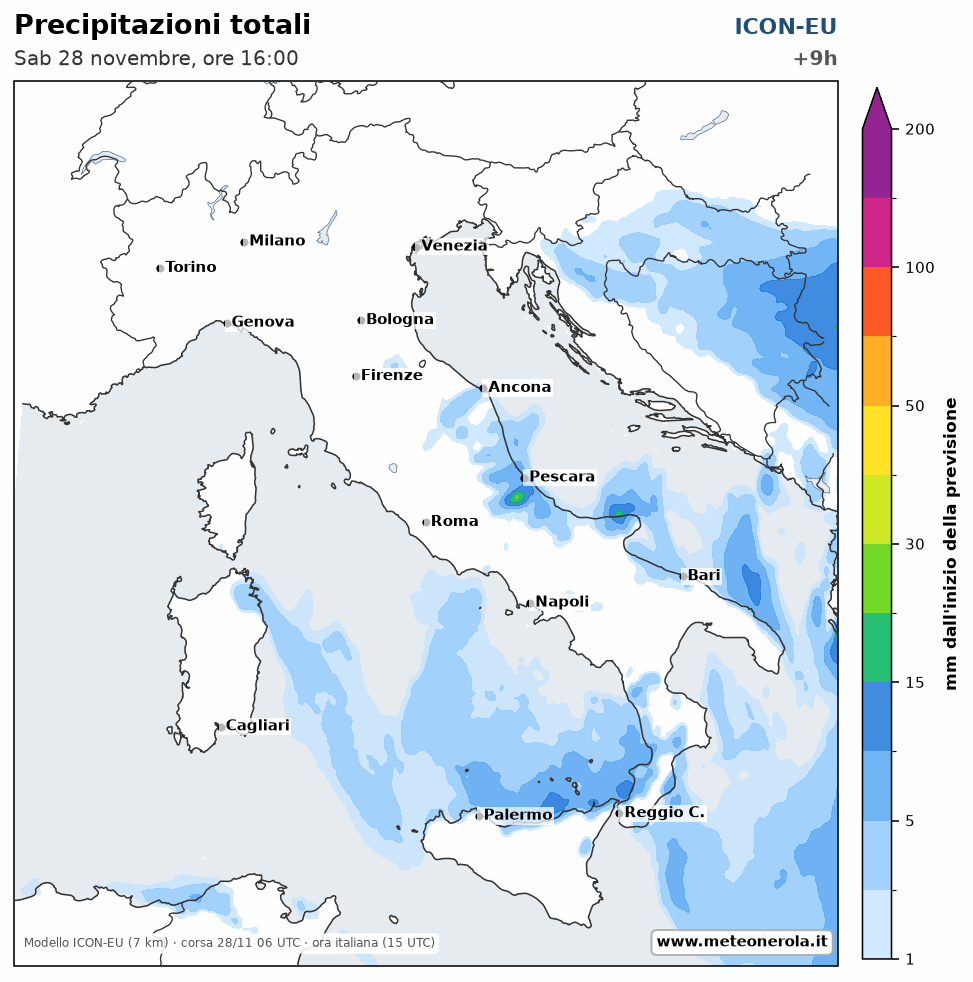 Precipitazioni totali
ICON-EU
Sab 28 novembre, ore 16:00
+9h
200
100
50
30
15
5
1
mm dall'inizio della previsione
Milano
Venezia
Torino
Genova
Bologna
Firenze
Ancona
Pescara
Roma
Bari
Napoli
Cagliari
Palermo
Reggio C.
Modello ICON-EU (7 km) · corsa 28/11 06 UTC · ora italiana (15 UTC)
www.meteonerola.it